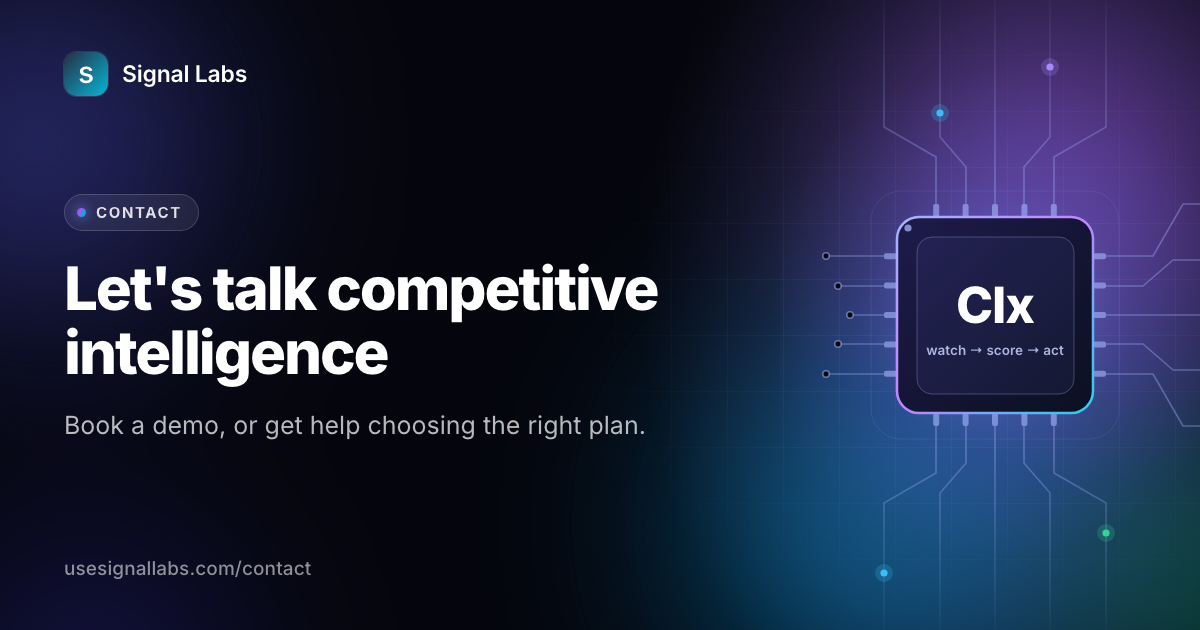 S
Signal Labs
CONTACT
Let's talk competitive
intelligence
Book a demo, or get help choosing the right plan.
usesignallabs.com/contact
CIx
watch → score → act